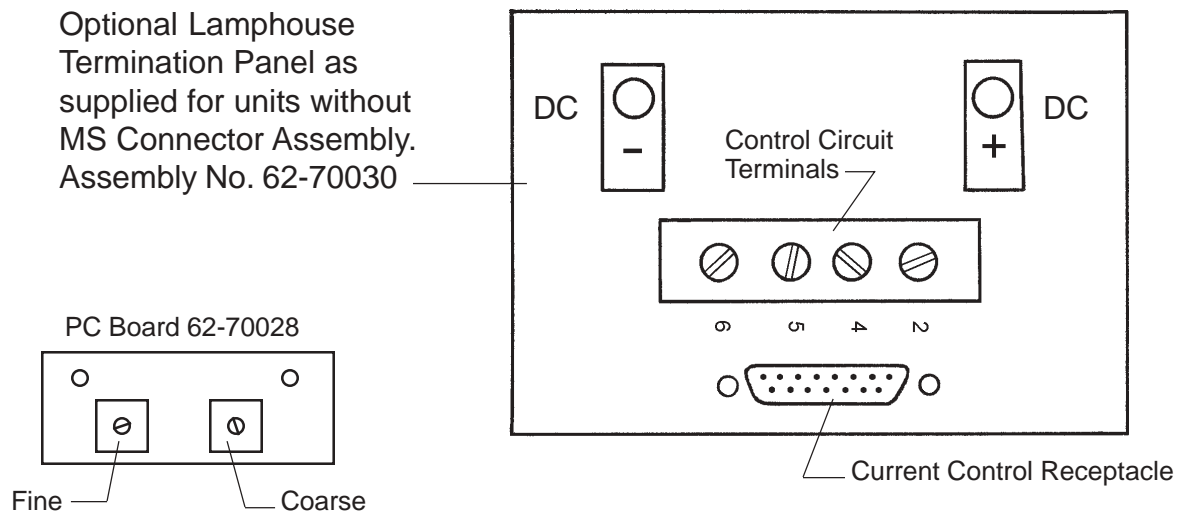 Optional Lamphouse
Termination Panel as
supplied for units without
MS Connector Assembly.
Assembly No. 62-70030
DC
-
Control Circuit
Terminals
+
DC
6 5 4 2
PC Board 62-70028
Fine
Coarse
Current Control Receptacle